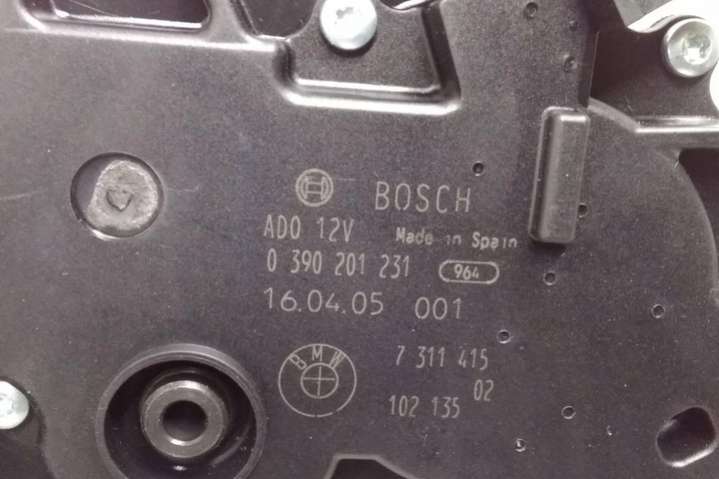 BOSCH
ADO 12V Made in Spain
0 390 201 231 964
16.04.05 001
BMW
7 311 415
02
102 135